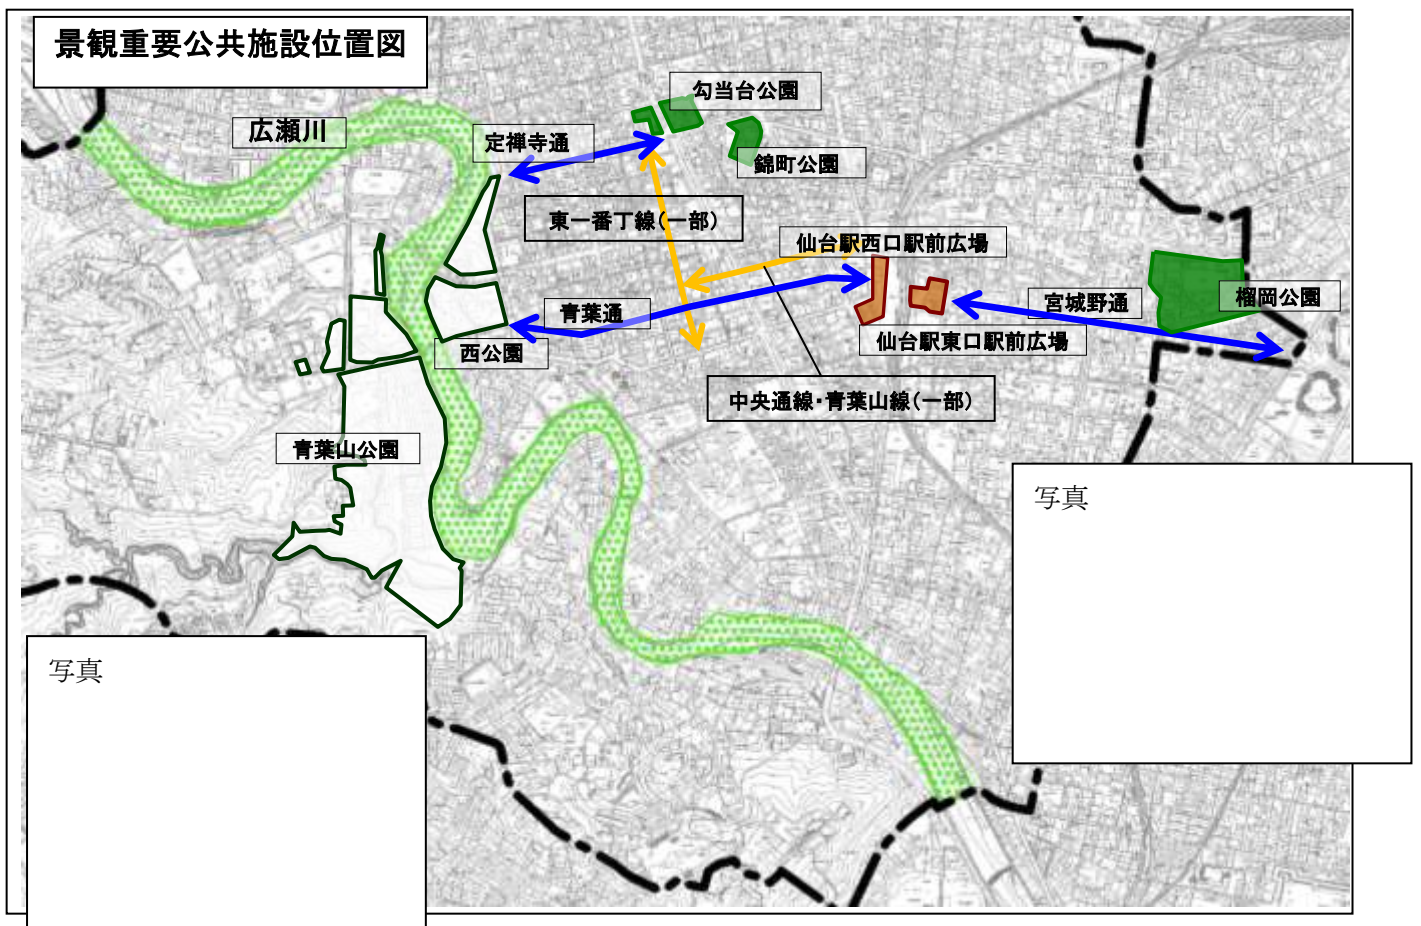 景観重要公共施設位置図
勾当台公園
広瀬川
定禅寺通
錦町公園
東一番丁線(一部)
仙台駅西口駅前広場
榴岡公園
宮城野通
青葉通
仙台駅東口駅前広場
西公園
中央通線・青葉山線(一部)
青葉山公園
写真
写真